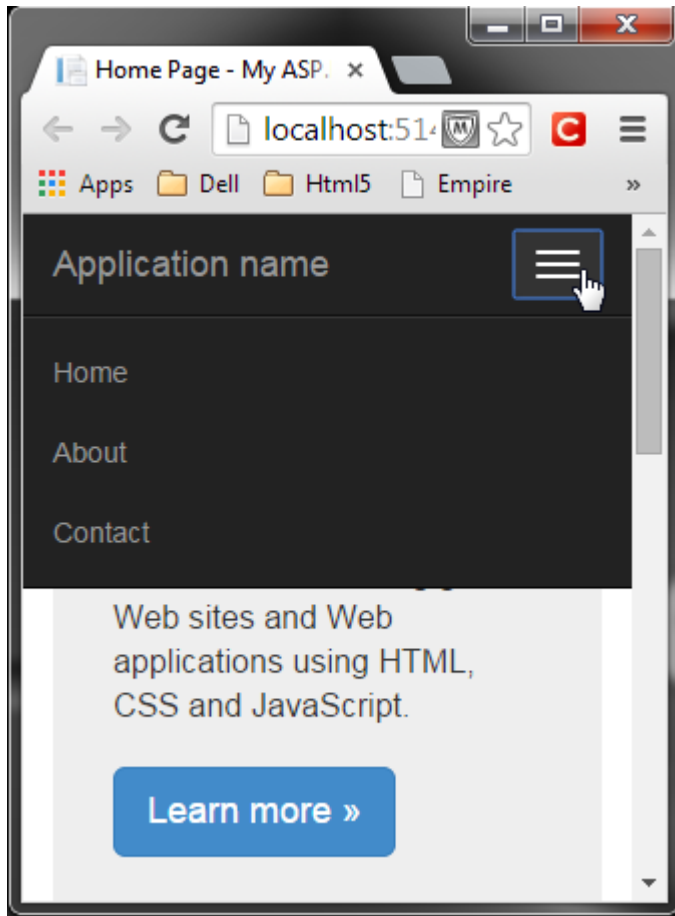 Home Page - My ASP.
localhost:514
Apps Dell Html5 Empire »
Application name
Home
About
Contact
Web sites and Web
applications using HTML,
CSS and JavaScript.
Learn more »